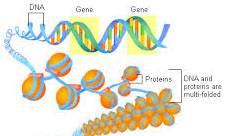 DNA
Gene
Gene
Proteins
DNA and
proteins are
multi-folded